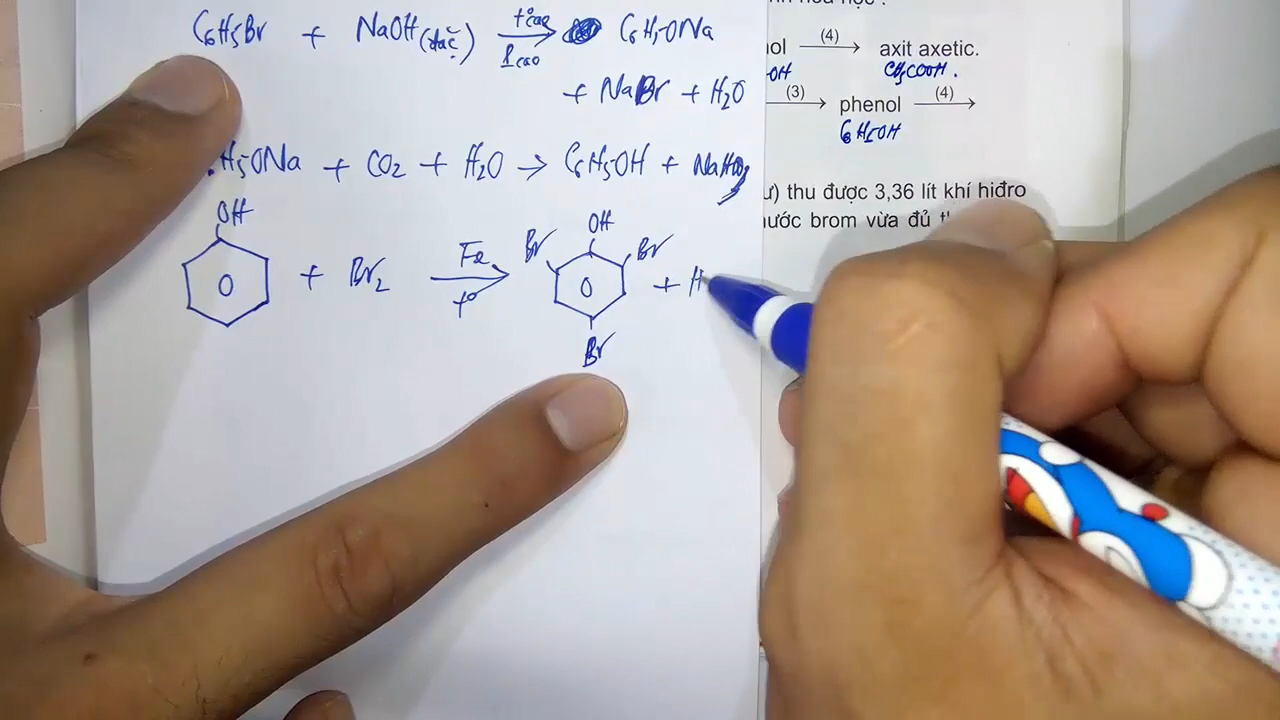 C6H5Br + NaOH (đặc) t°cao Pcao → C6H5ONa
+ NaBr + H2O
H5ONa + CO2 + H2O → C6H5OH + NaHCO3
OH + Br2 Fe t° → OH Br Br Br + H
nol (4) → axit axetic.
OH CH3COOH.
(3) → phenol (4) →
C6H5OH
ư) thu được 3,36 lít khí hiđro
nước brom vừa đủ